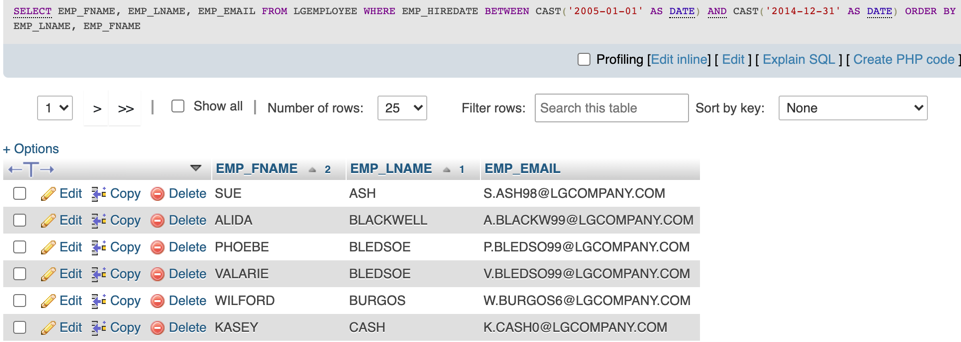 SELECT EMP_FNAME, EMP_LNAME, EMP_EMAIL FROM LGEMPLOYEE WHERE EMP_HIREDATE BETWEEN CAST('2005-01-01' AS DATE) AND CAST('2014-12-31' AS DATE) ORDER BY
EMP_LNAME, EMP_FNAME
Profiling [Edit inline] [ Edit ] [ Explain SQL ] [ Create PHP code ]
1 > >> | Show all | Number of rows: 25 Filter rows: Search this table Sort by key: None
+ Options
←T→ EMP_FNAME 2 EMP_LNAME 1 EMP_EMAIL
Edit Copy Delete SUE ASH S.ASH98@LGCOMPANY.COM
Edit Copy Delete ALIDA BLACKWELL A.BLACKW99@LGCOMPANY.COM
Edit Copy Delete PHOEBE BLEDSOE P.BLEDSO99@LGCOMPANY.COM
Edit Copy Delete VALARIE BLEDSOE V.BLEDSO99@LGCOMPANY.COM
Edit Copy Delete WILFORD BURGOS W.BURGOS6@LGCOMPANY.COM
Edit Copy Delete KASEY CASH K.CASH0@LGCOMPANY.COM